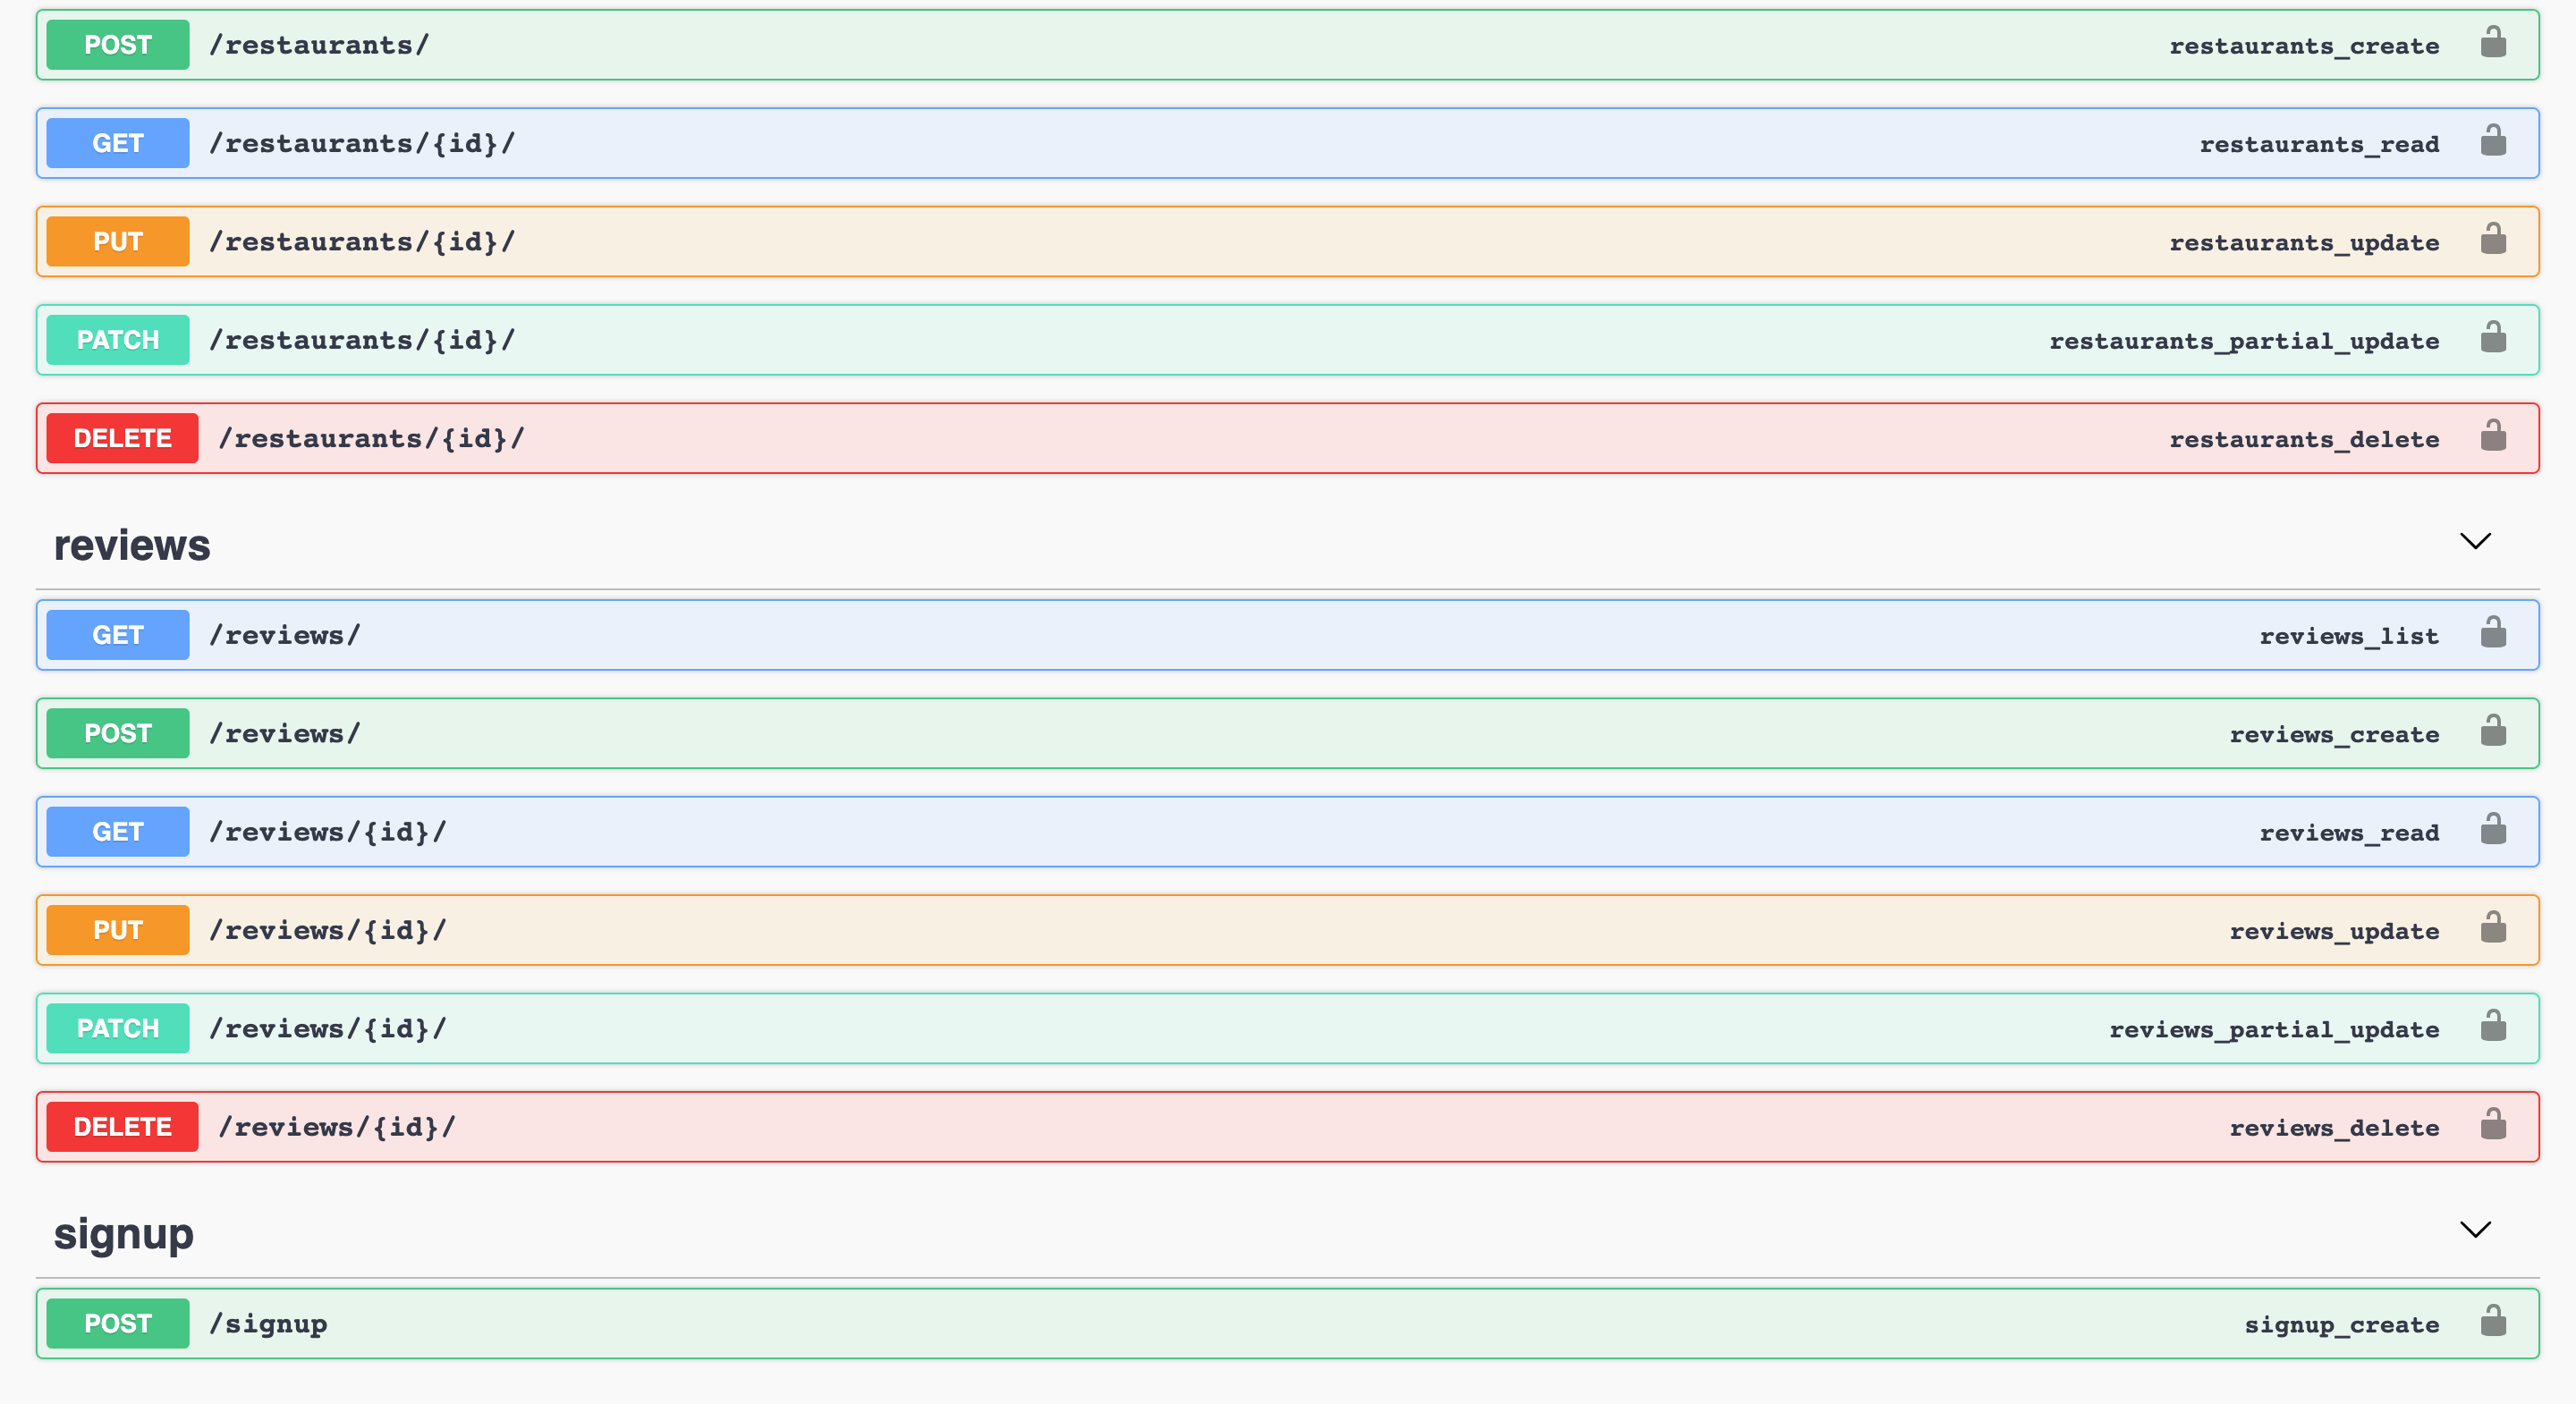 POST /restaurants/ restaurants_create
GET /restaurants/{id}/ restaurants_read
PUT /restaurants/{id}/ restaurants_update
PATCH /restaurants/{id}/ restaurants_partial_update
DELETE /restaurants/{id}/ restaurants_delete
reviews
GET /reviews/ reviews_list
POST /reviews/ reviews_create
GET /reviews/{id}/ reviews_read
PUT /reviews/{id}/ reviews_update
PATCH /reviews/{id}/ reviews_partial_update
DELETE /reviews/{id}/ reviews_delete
signup
POST /signup signup_create